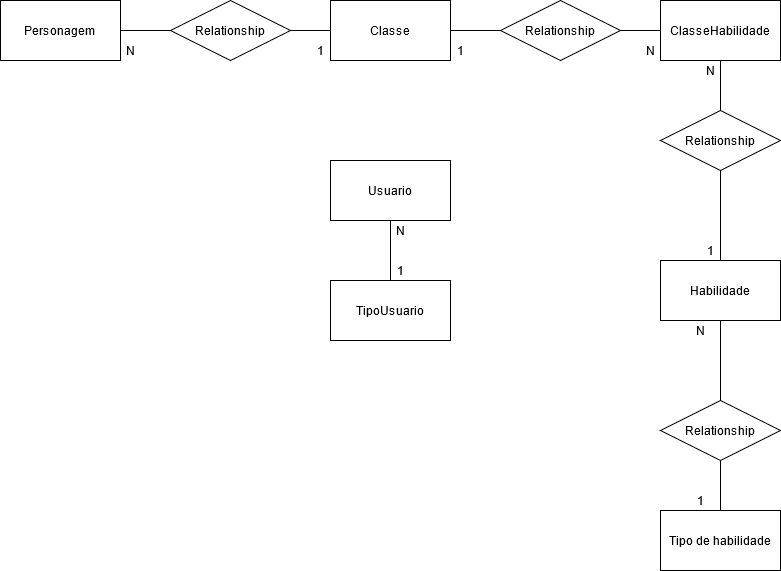 Personagem
Relationship
Classe
Relationship
ClasseHabilidade
N
1
1
N
N
Relationship
Usuario
N
1
TipoUsuario
1
Habilidade
N
Relationship
1
Tipo de habilidade